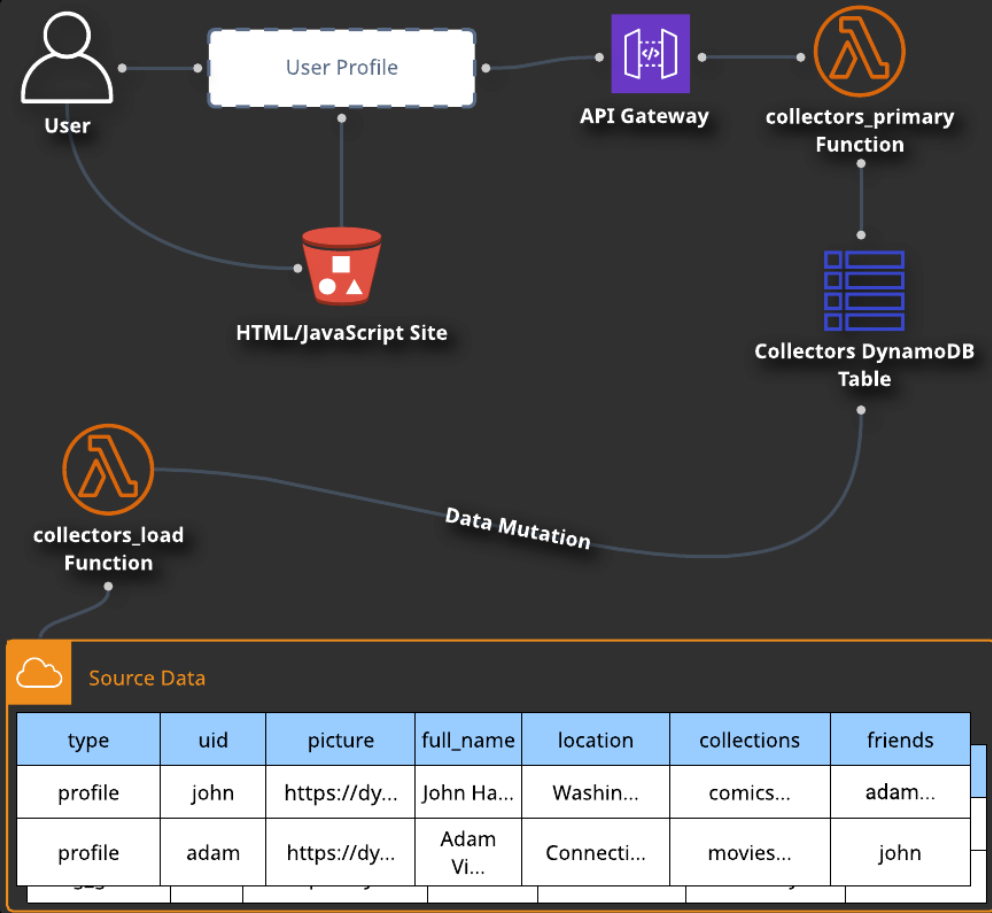 User Profile
User
API Gateway
collectors_primary
Function
HTML/JavaScript Site
Collectors DynamoDB
Table
collectors_load
Function
Data Mutation
Source Data
type uid picture full_name location collections friends
profile john https://dy... John Ha... Washin... comics... adam...
profile adam https://dy... Adam Vi... Connecti... movies... john